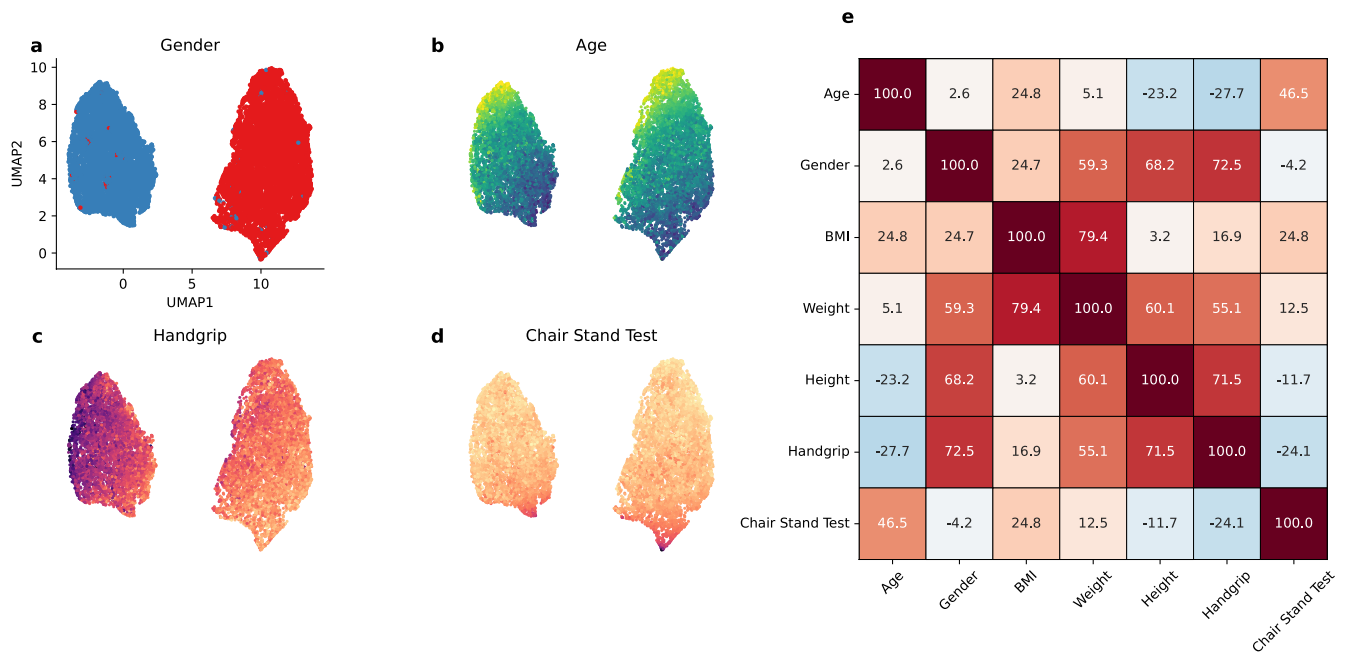 a
Gender
10
8
6
4
2
0
UMAP2
0 5 10
UMAP1
b
Age
c
Handgrip
d
Chair Stand Test
e
Age 100.0 2.6 24.8 5.1 -23.2 -27.7 46.5
Gender 2.6 100.0 24.7 59.3 68.2 72.5 -4.2
BMI 24.8 24.7 100.0 79.4 3.2 16.9 24.8
Weight 5.1 59.3 79.4 100.0 60.1 55.1 12.5
Height -23.2 68.2 3.2 60.1 100.0 71.5 -11.7
Handgrip -27.7 72.5 16.9 55.1 71.5 100.0 -24.1
Chair Stand Test 46.5 -4.2 24.8 12.5 -11.7 -24.1 100.0
Age Gender BMI Weight Height Handgrip Chair Stand Test